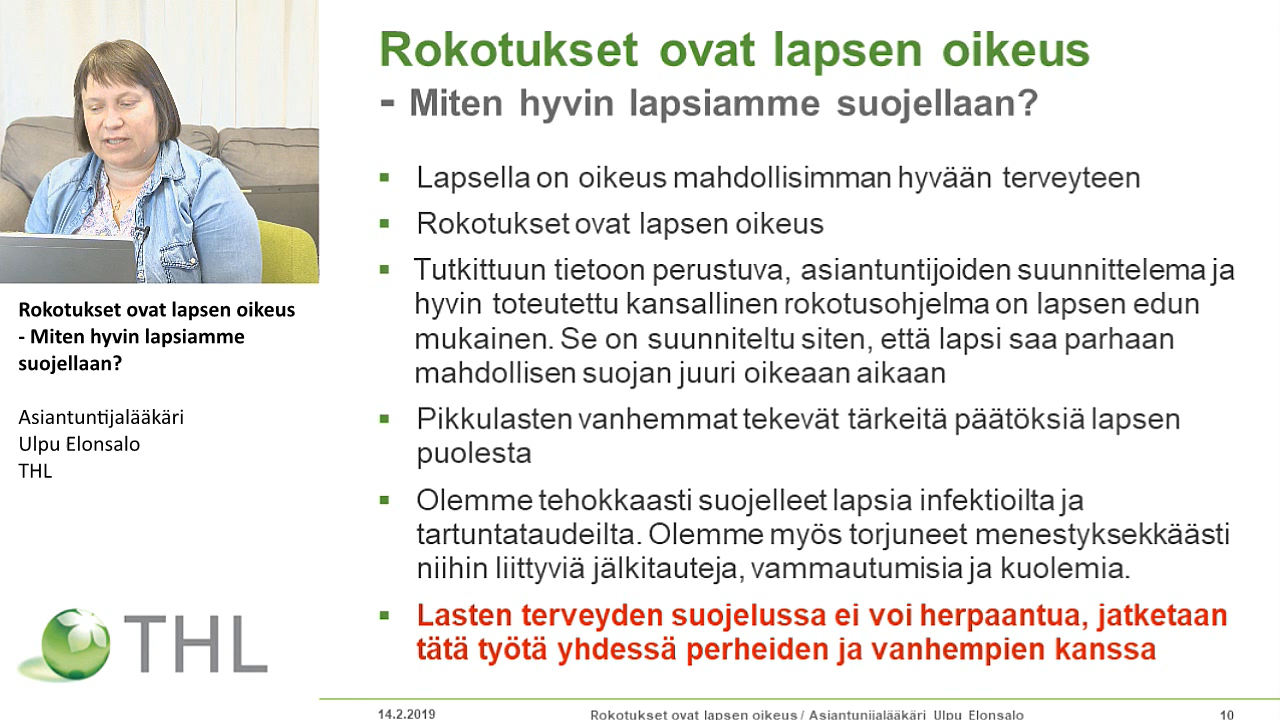 Rokotukset ovat lapsen oikeus
- Miten hyvin lapsiamme suojellaan?
▪ Lapsella on oikeus mahdollisimman hyvään terveyteen
▪ Rokotukset ovat lapsen oikeus
▪ Tutkittuun tietoon perustuva, asiantuntijoiden suunnittelema ja
hyvin toteutettu kansallinen rokotusohjelma on lapsen edun
mukainen. Se on suunniteltu siten, että lapsi saa parhaan
mahdollisen suojan juuri oikeaan aikaan
▪ Pikkulasten vanhemmat tekevät tärkeitä päätöksiä lapsen
puolesta
▪ Olemme tehokkaasti suojelleet lapsia infektioilta ja
tartuntataudeilta. Olemme myös torjuneet menestyksekkäästi
niihin liittyviä jälkitauteja, vammautumisia ja kuolemia.
▪ Lasten terveyden suojelussa ei voi herpaantua, jatketaan
tätä työtä yhdessä perheiden ja vanhempien kanssa
Rokotukset ovat lapsen oikeus
- Miten hyvin lapsiamme
suojellaan?
Asiantuntijalääkäri
Ulpu Elonsalo
THL
THL
14.2.2019
Rokotukset ovat lapsen oikeus / Asiantunijalääkäri Ulpu Elonsalo
10